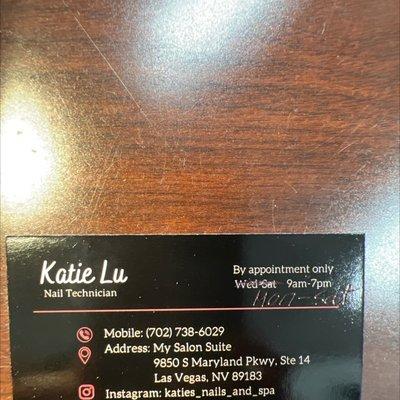 Katie Lu
Nail Technician
By appointment only
Wed-Sat 9am-7pm
Mon-Sat
Mobile: (702) 738-6029
Address: My Salon Suite
9850 S Maryland Pkwy, Ste 14
Las Vegas, NV 89183
Instagram: katies_nails_and_spa